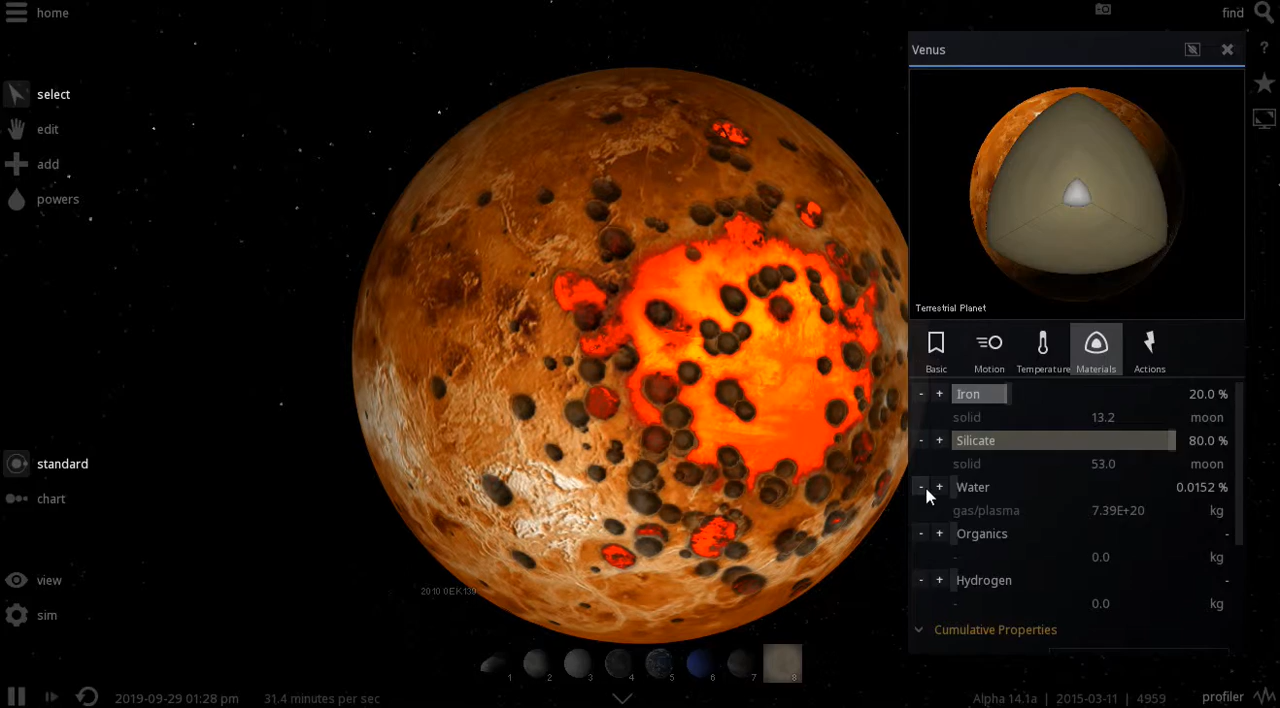 home
find
Venus
select
?
edit
add
powers
Terrestrial Planet
Basic Motion Temperature Materials Actions
- + Iron 20.0 %
solid 13.2 moon
- + Silicate 80.0 %
standard
solid 53.0 moon
- + Water 0.0152 %
chart
gas/plasma 7.39E+20 kg
- + Organics -
- 0.0 kg
view
- + Hydrogen -
2010 0EK139
- 0.0 kg
sim
Cumulative Properties
1 2 3 4 5 6 7 8
2019-09-29 01:28 pm 31.4 minutes per sec
Alpha 14.1a | 2015-03-11 | 4959 profiler